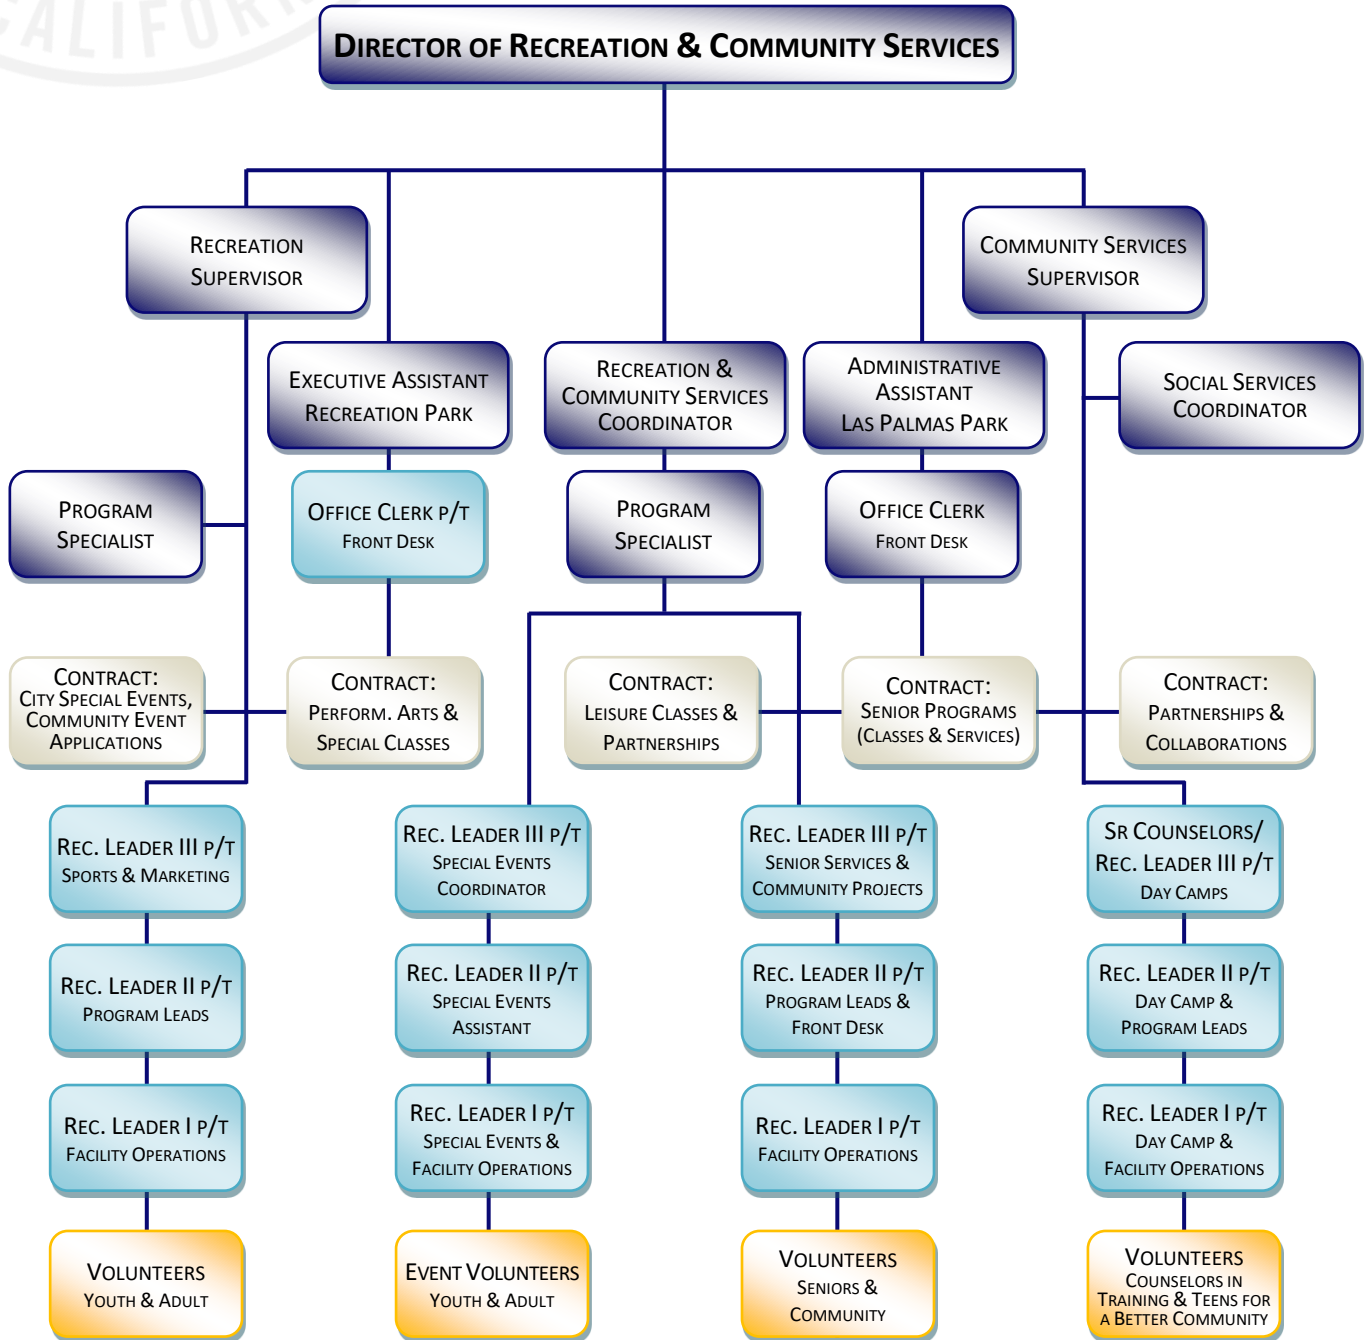 CALIFORN
DIRECTOR OF RECREATION & COMMUNITY SERVICES
RECREATION
SUPERVISOR
COMMUNITY SERVICES
SUPERVISOR
EXECUTIVE ASSISTANT
RECREATION PARK
RECREATION &
COMMUNITY SERVICES
COORDINATOR
ADMINISTRATIVE
ASSISTANT
LAS PALMAS PARK
SOCIAL SERVICES
COORDINATOR
PROGRAM
SPECIALIST
OFFICE CLERK P/T
FRONT DESK
PROGRAM
SPECIALIST
OFFICE CLERK
FRONT DESK
CONTRACT:
CITY SPECIAL EVENTS,
COMMUNITY EVENT
APPLICATIONS
CONTRACT:
PERFORM. ARTS &
SPECIAL CLASSES
CONTRACT:
LEISURE CLASSES &
PARTNERSHIPS
CONTRACT:
SENIOR PROGRAMS
(CLASSES & SERVICES)
CONTRACT:
PARTNERSHIPS &
COLLABORATIONS
REC. LEADER III P/T
SPORTS & MARKETING
REC. LEADER III P/T
SPECIAL EVENTS
COORDINATOR
REC. LEADER III P/T
SENIOR SERVICES &
COMMUNITY PROJECTS
SR COUNSELORS/
REC. LEADER III P/T
DAY CAMPS
REC. LEADER II P/T
PROGRAM LEADS
REC. LEADER II P/T
SPECIAL EVENTS
ASSISTANT
REC. LEADER II P/T
PROGRAM LEADS &
FRONT DESK
REC. LEADER II P/T
DAY CAMP &
PROGRAM LEADS
REC. LEADER I P/T
FACILITY OPERATIONS
REC. LEADER I P/T
SPECIAL EVENTS &
FACILITY OPERATIONS
REC. LEADER I P/T
FACILITY OPERATIONS
REC. LEADER I P/T
DAY CAMP &
FACILITY OPERATIONS
VOLUNTEERS
YOUTH & ADULT
EVENT VOLUNTEERS
YOUTH & ADULT
VOLUNTEERS
SENIORS &
COMMUNITY
VOLUNTEERS
COUNSELORS IN
TRAINING & TEENS FOR
A BETTER COMMUNITY